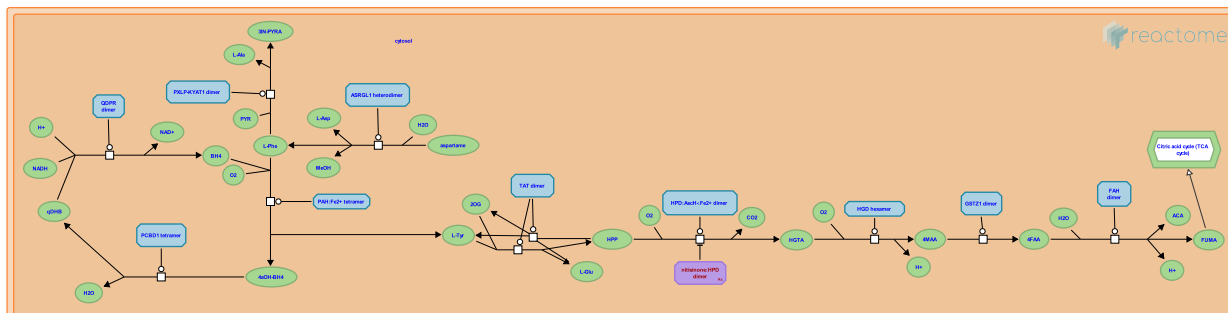 3IN-PYRA
cytosol
reactome
L-Ala
PXLP-KYAT1 dimer
ASRGL1 heterodimer
QDPR
dimer
PYR
L-Asp
H2O
H+
NAD+
L-Phe
aspartame
Citric acid cycle (TCA
cycle)
NADH
BH4
O2
MeOH
qDHB
PAH:Fe2+ tetramer
TAT dimer
HPD:AscH-:Fe2+ dimer
HGD hexamer
GSTZ1 dimer
FAH
dimer
2OG
O2
CO2
O2
H2O
ACA
PCBD1 tetramer
L-Tyr
HPP
HGTA
4MAA
4FAA
FUMA
H2O
4aOH-BH4
L-Glu
nitisinone:HPD
dimer
H+
H+